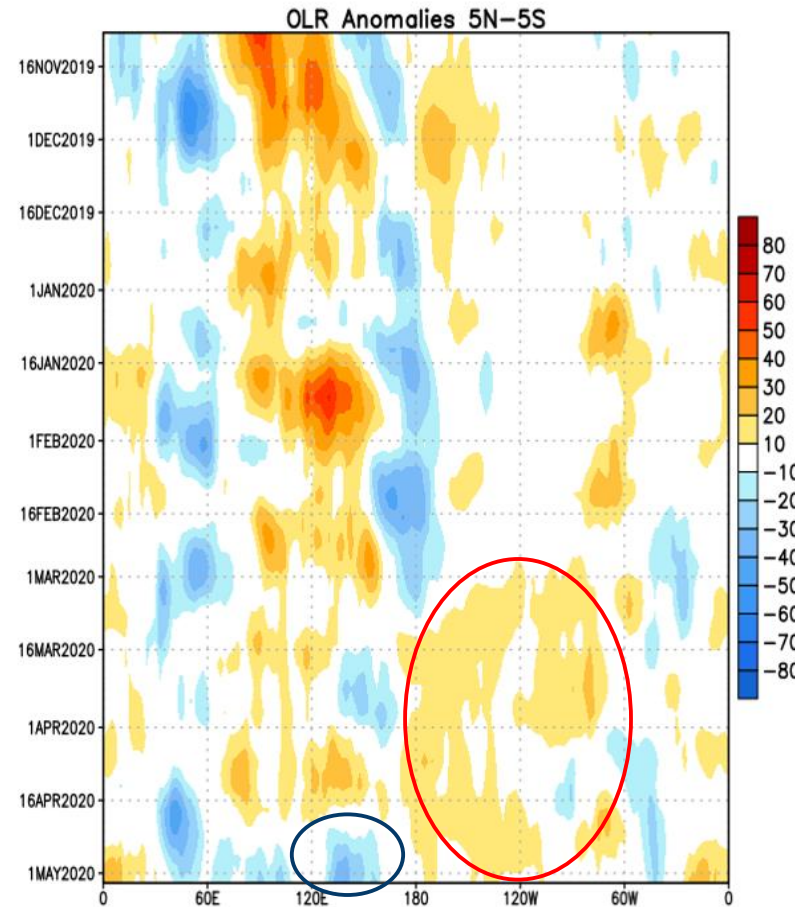 OLR Anomalies 5N-5S
16NOV2019
1DEC2019
16DEC2019
1JAN2020
16JAN2020
1FEB2020
16FEB2020
1MAR2020
16MAR2020
1APR2020
16APR2020
1MAY2020
0 60E 120E 180 120W 60W 0
80
70
60
50
40
30
20
10
-10
-20
-30
-40
-50
-60
-70
-80